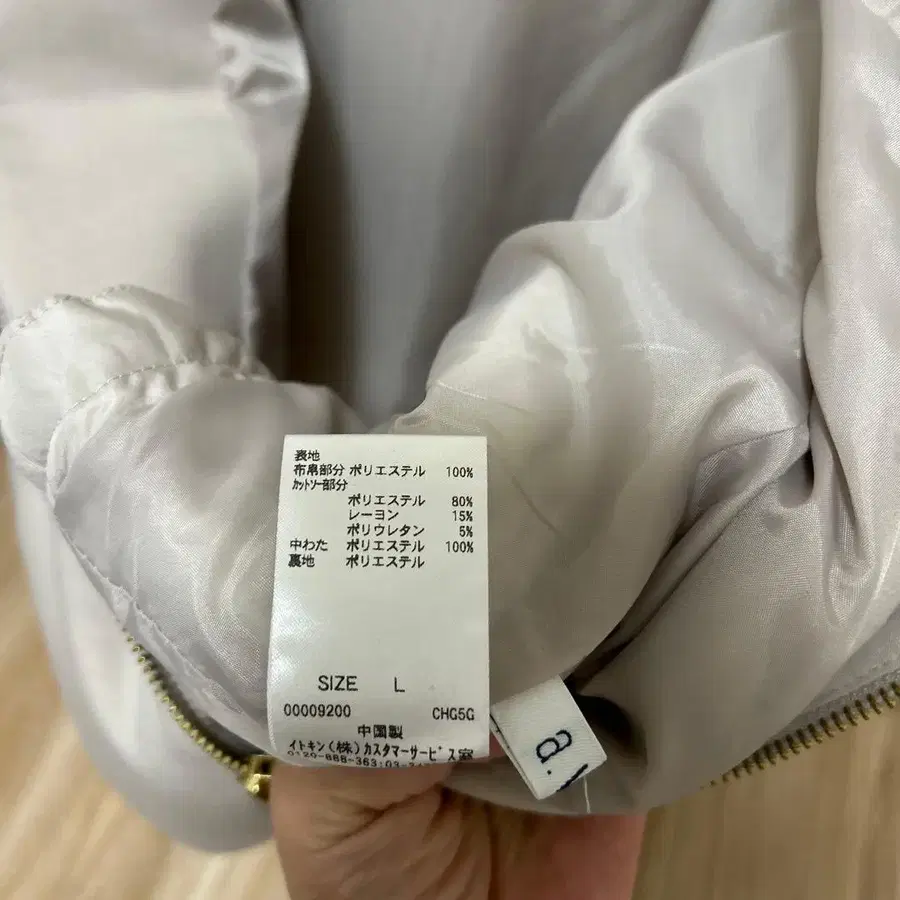 表地
布帛部分 ポリエステル 100%
カットソー部分
ポリエステル 80%
レーヨン 15%
ポリウレタン 5%
中わた ポリエステル 100%
裏地 ポリエステル
SIZE L
00009200 CHG5G
中国製
イトキン(株)カスタマーサービス室
0120-888-363:03-
a.